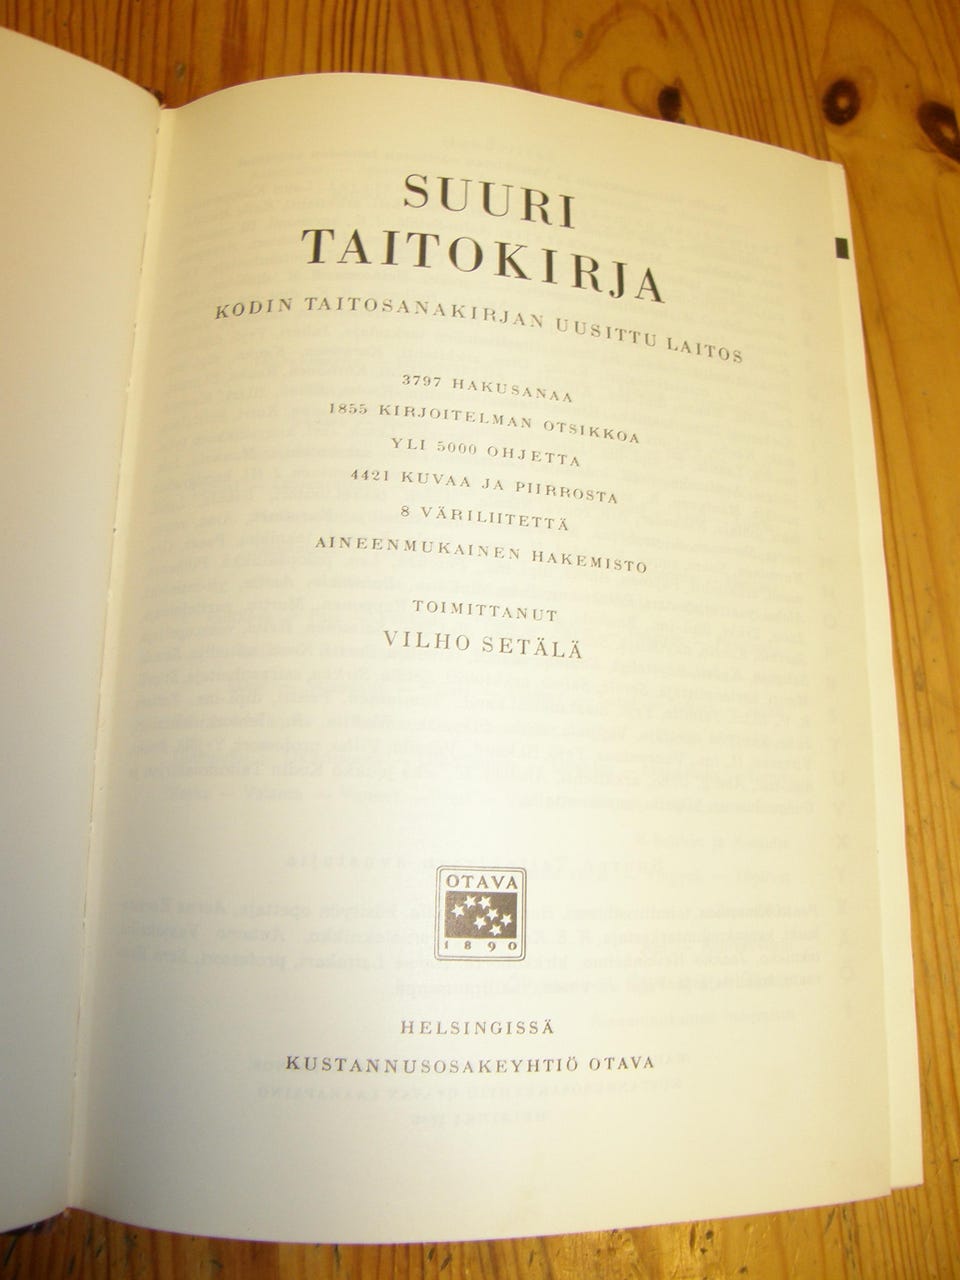 SUURI
TAITOKIRJA
KODIN TAITOSANAKIRJAN UUSITTU LAITOS
3797 HAKUSANAA
1855 KIRJOITELMAN OTSIKKOA
YLI 5000 OHJETTA
4421 KUVAA JA PIIRROSTA
8 VÄRILIITETTÄ
AINEENMUKAINEN HAKEMISTO
TOIMITTANUT
VILHO SETÄLÄ
OTAVA
1890
HELSINGISSÄ
KUSTANNUSOSAKEYHTIÖ OTAVA